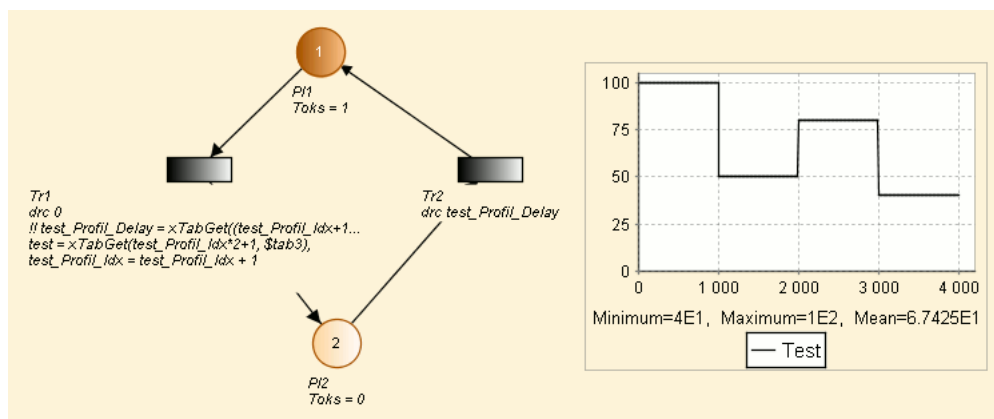 1
Pl1
Toks = 1
Tr1
drc 0
!! test_Profil_Delay = xTabGet((test_Profil_Idx+1...
test = xTabGet(test_Profil_Idx*2+1, $tab3),
test_Profil_Idx = test_Profil_Idx + 1
Tr2
drc test_Profil_Delay
2
Pl2
Toks = 0
100
75
50
25
0
0 1 000 2 000 3 000 4 000
Minimum=4E1, Maximum=1E2, Mean=6.7425E1
Test